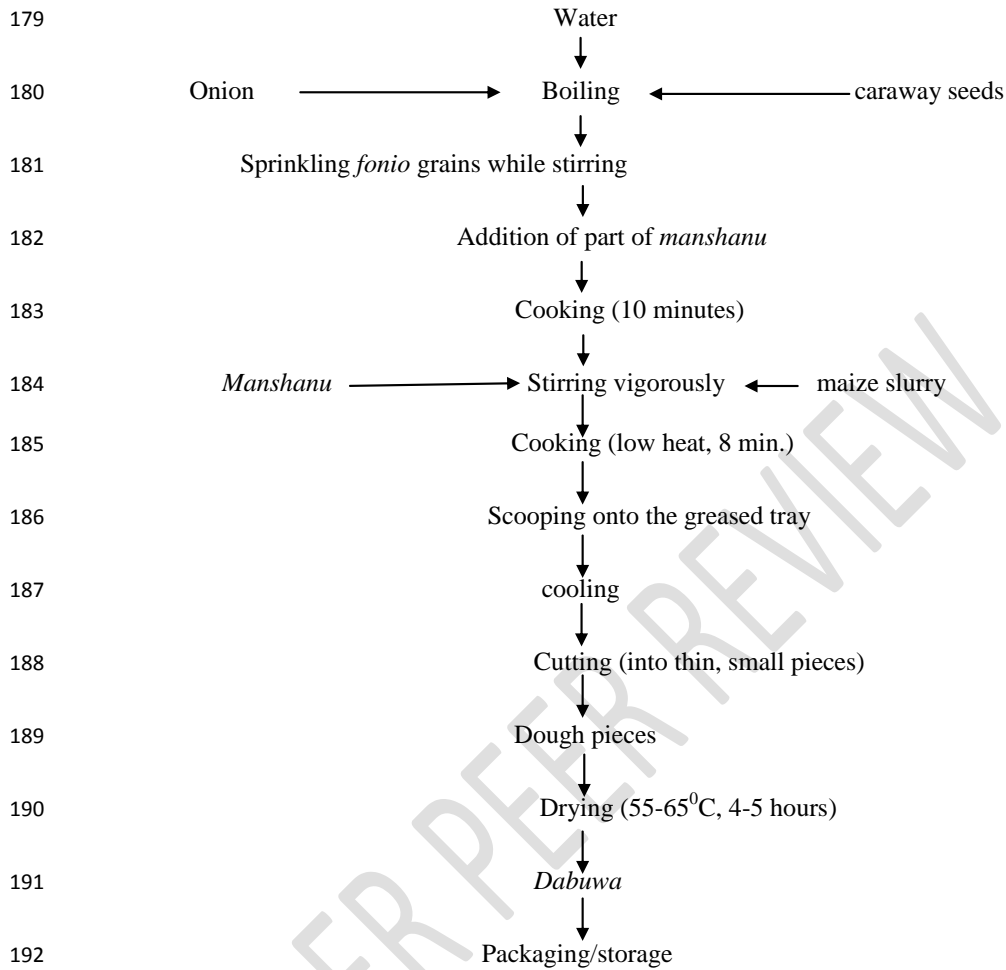 179 Water
180 Onion Boiling caraway seeds
181 Sprinkling fonio grains while stirring
182 Addition of part of manshanu
183 Cooking (10 minutes)
184 Manshanu Stirring vigorously maize slurry
185 Cooking (low heat, 8 min.)
186 Scooping onto the greased tray
187 cooling
188 Cutting (into thin, small pieces)
189 Dough pieces
190 Drying (55-65⁰C, 4-5 hours)
191 Dabuwa
192 Packaging/storage
ER PEER REVIEW